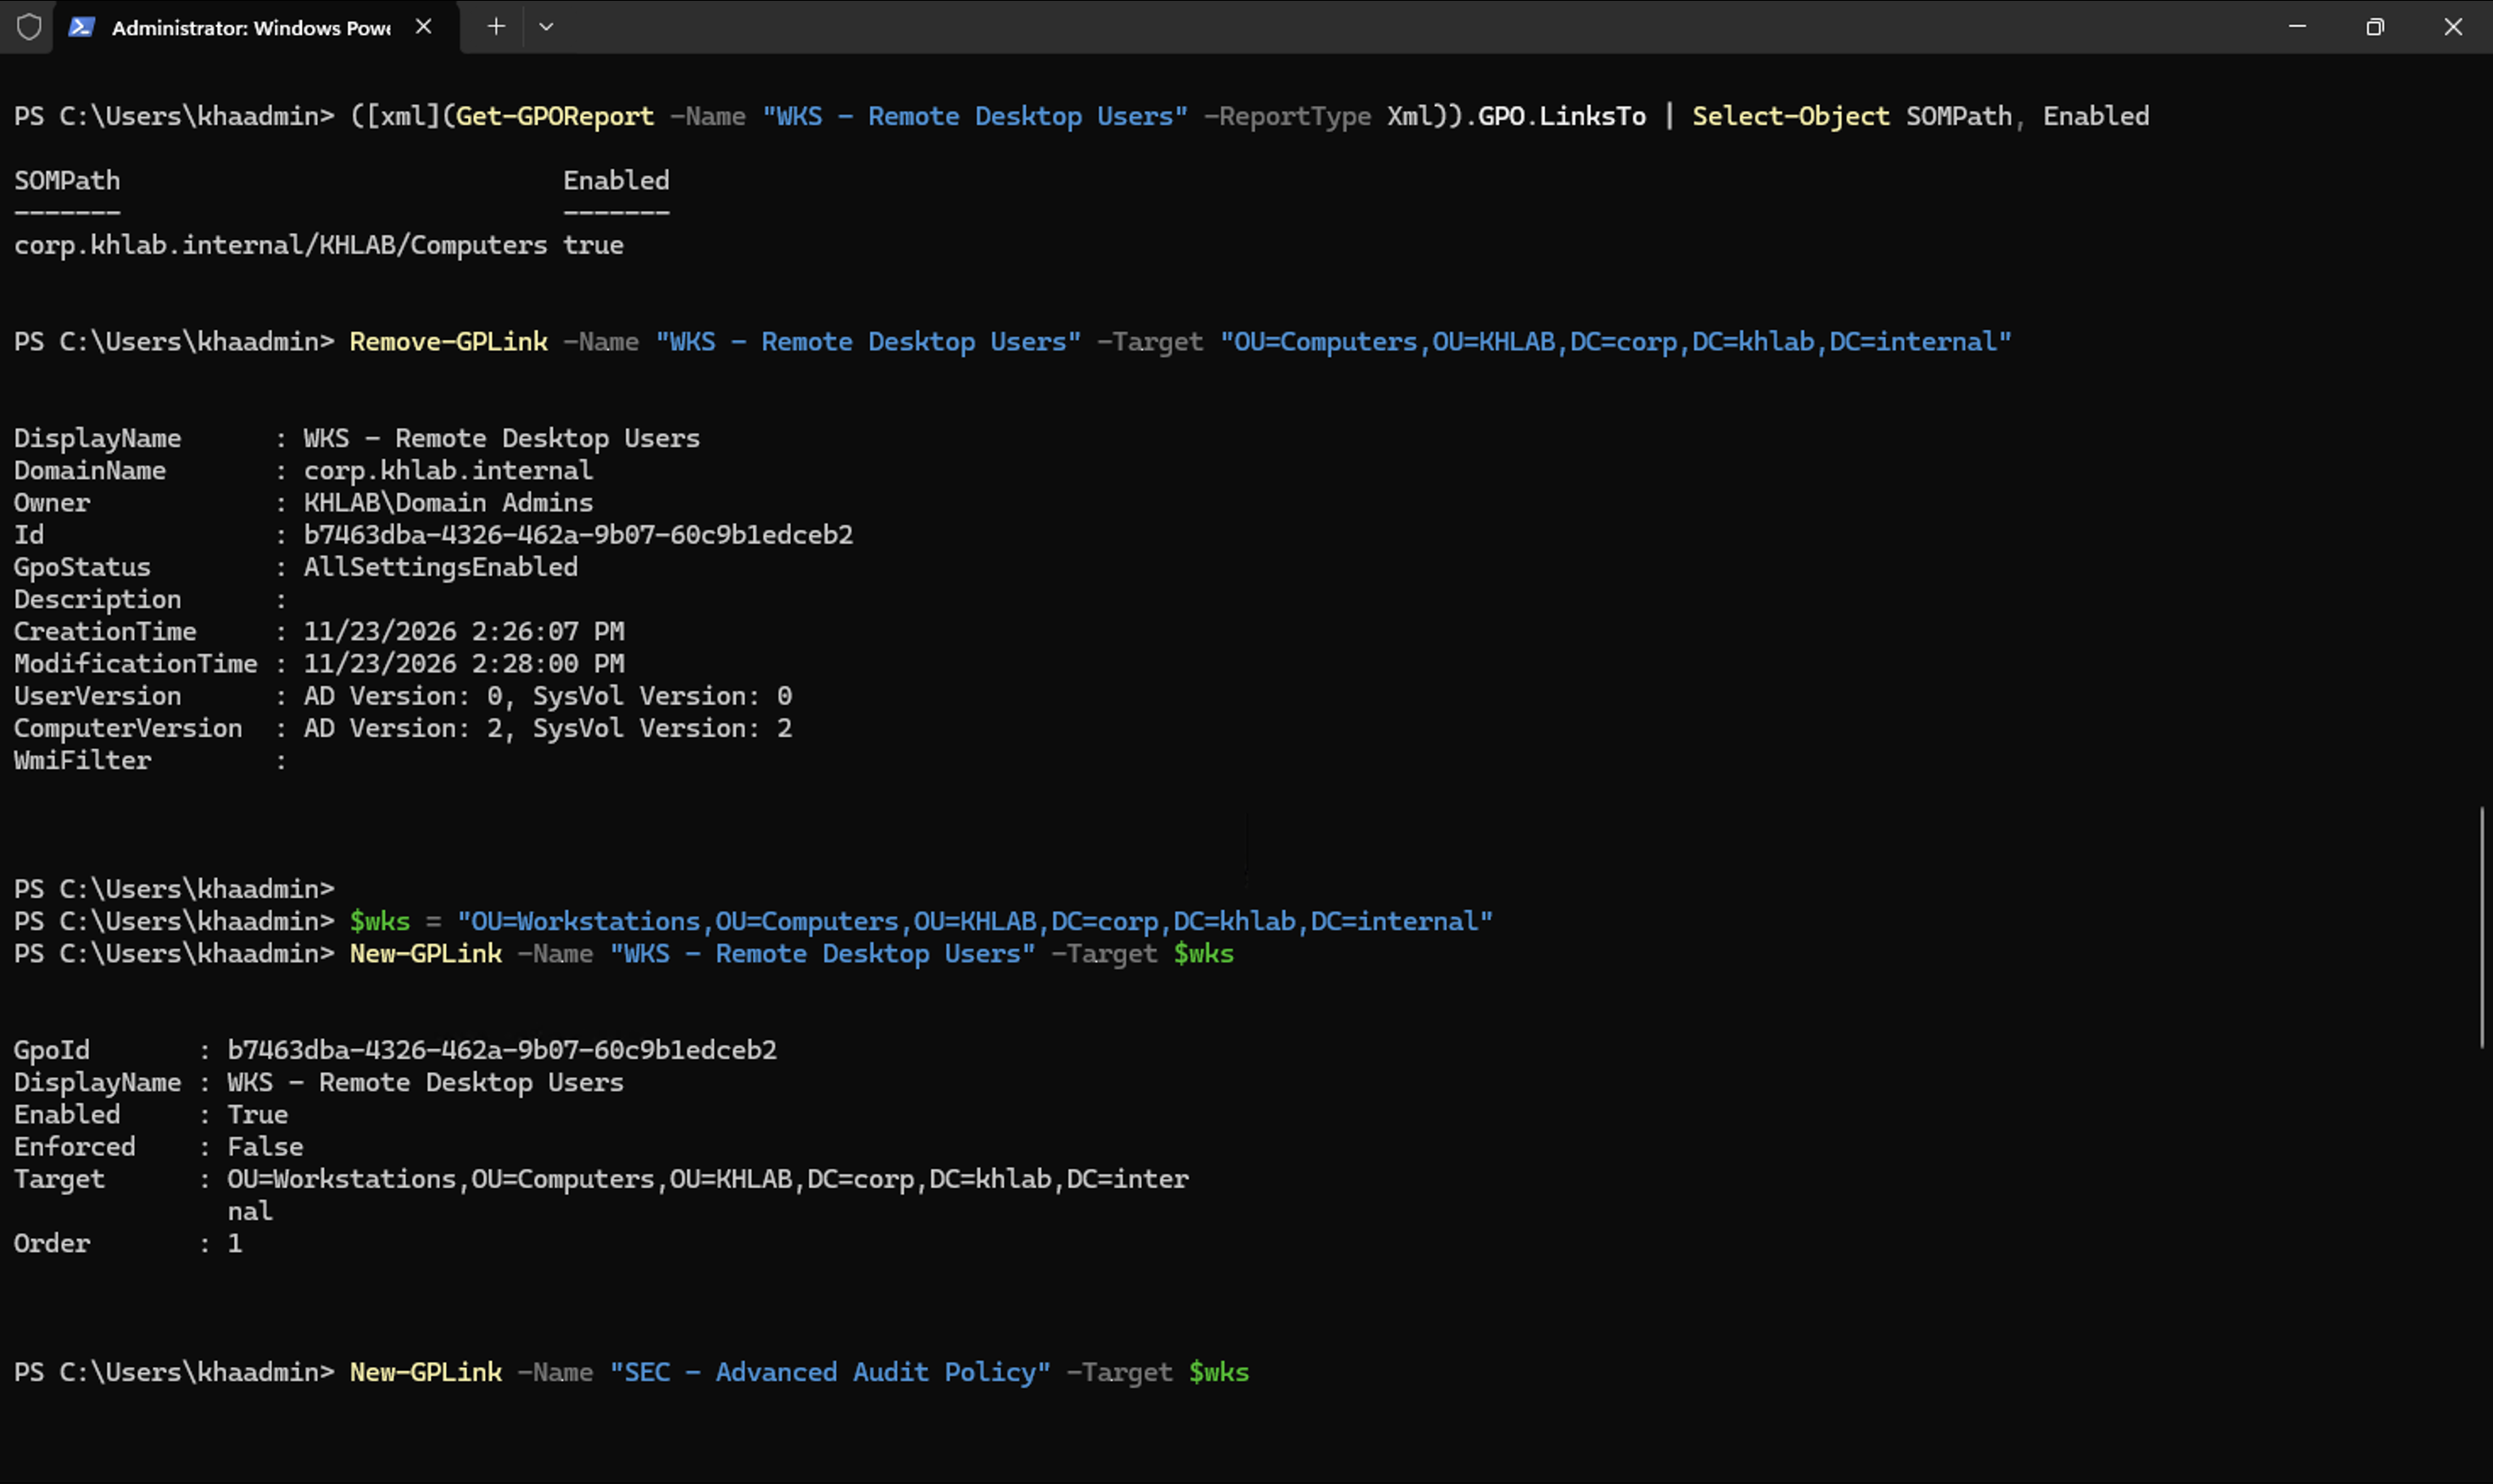 Administrator: Windows Powe
PS C:\Users\khaadmin> ([xml](Get-GPOReport -Name "WKS - Remote Desktop Users" -ReportType Xml)).GPO.LinksTo | Select-Object SOMPath, Enabled
SOMPath                             Enabled
-------                             -------
corp.khlab.internal/KHLAB/Computers true
PS C:\Users\khaadmin> Remove-GPLink -Name "WKS - Remote Desktop Users" -Target "OU=Computers,OU=KHLAB,DC=corp,DC=khlab,DC=internal"
DisplayName      : WKS - Remote Desktop Users
DomainName       : corp.khlab.internal
Owner            : KHLAB\Domain Admins
Id               : b7463dba-4326-462a-9b07-60c9b1edceb2
GpoStatus        : AllSettingsEnabled
Description      :
CreationTime     : 11/23/2026 2:26:07 PM
ModificationTime : 11/23/2026 2:28:00 PM
UserVersion      : AD Version: 0, SysVol Version: 0
ComputerVersion  : AD Version: 2, SysVol Version: 2
WmiFilter        :
PS C:\Users\khaadmin>
PS C:\Users\khaadmin> $wks = "OU=Workstations,OU=Computers,OU=KHLAB,DC=corp,DC=khlab,DC=internal"
PS C:\Users\khaadmin> New-GPLink -Name "WKS - Remote Desktop Users" -Target $wks
GpoId       : b7463dba-4326-462a-9b07-60c9b1edceb2
DisplayName : WKS - Remote Desktop Users
Enabled     : True
Enforced    : False
Target      : OU=Workstations,OU=Computers,OU=KHLAB,DC=corp,DC=khlab,DC=inter
              nal
Order       : 1
PS C:\Users\khaadmin> New-GPLink -Name "SEC - Advanced Audit Policy" -Target $wks